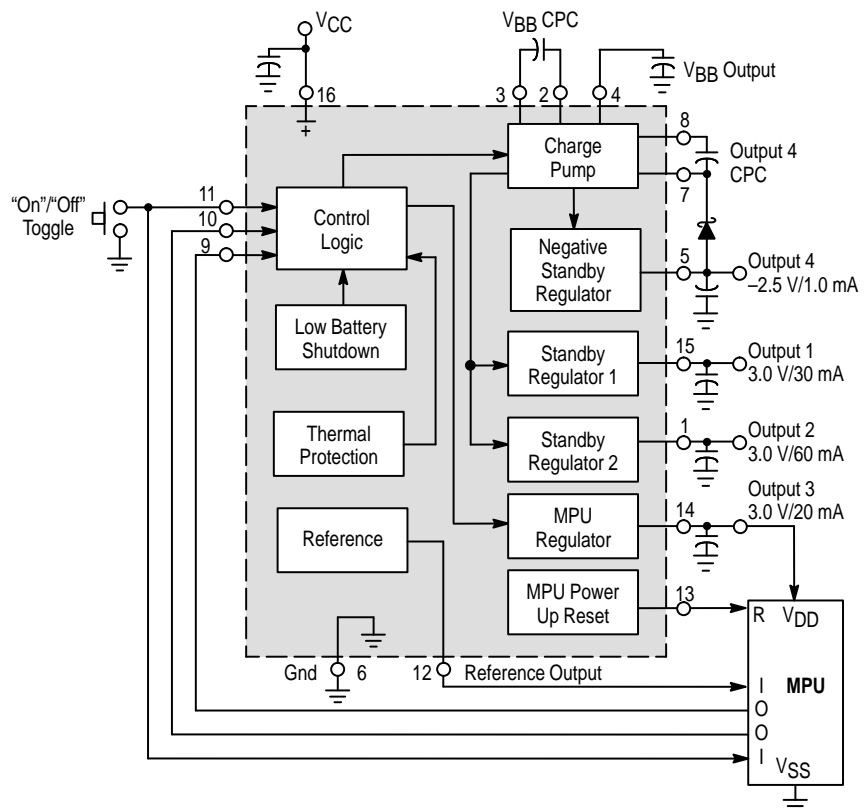 VCC
VBB CPC
VBB Output
16
3
2
4
8
Charge
Pump
Output 4
CPC
7
"On"/"Off"
Toggle
11
10
9
Control
Logic
Negative
Standby
Regulator
5
Output 4
–2.5 V/1.0 mA
Low Battery
Shutdown
Standby
Regulator 1
15
Output 1
3.0 V/30 mA
Thermal
Protection
Standby
Regulator 2
1
Output 2
3.0 V/60 mA
Reference
MPU
Regulator
14
Output 3
3.0 V/20 mA
MPU Power
Up Reset
13
R
VDD
Gnd
6
12
Reference Output
I
MPU
O
O
I
VSS